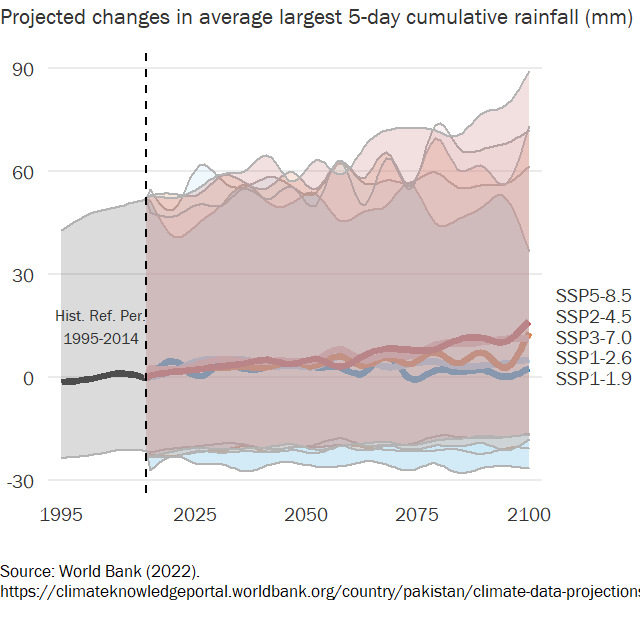 Projected changes in average largest 5-day cumulative rainfall (mm)
90
60
30
Hist. Ref. Per.
1995-2014
0
-30
SSP5-8.5
SSP2-4.5
SSP3-7.0
SSP1-2.6
SSP1-1.9
1995 2025 2050 2075 2100
Source: World Bank (2022).
https://climateknowledgeportal.worldbank.org/country/pakistan/climate-data-projections